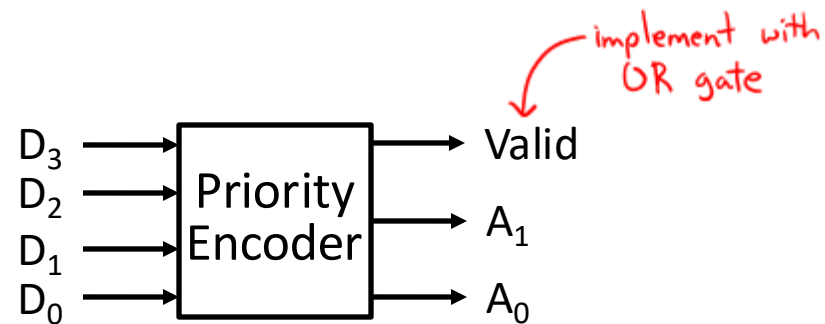 implement with
OR gate
D₃
Valid
D₂
Priority
A₁
D₁
Encoder
D₀
A₀